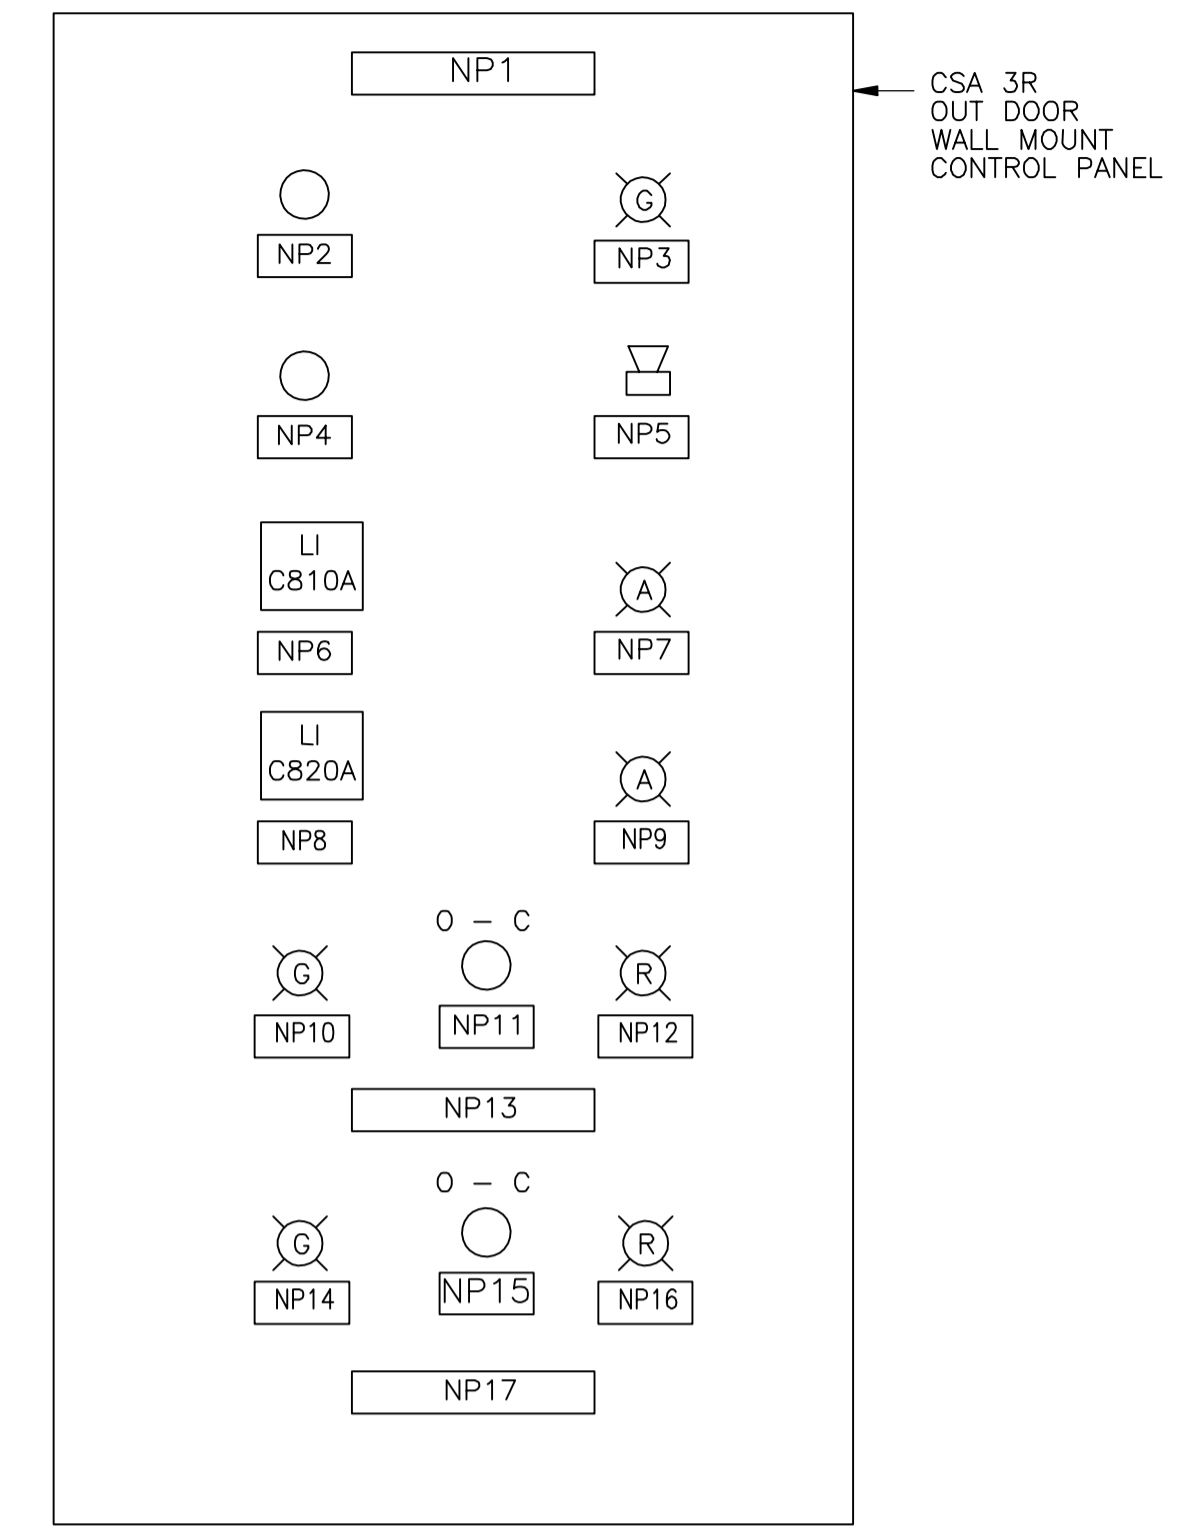 NP1
CSA 3R
OUT DOOR
WALL MOUNT
CONTROL PANEL
G
NP2
NP3
NP4
NP5
LI
C810A
A
NP6
NP7
LI
C820A
A
NP8
NP9
O – C
G
R
NP10
NP11
NP12
NP13
O – C
G
R
NP14
NP15
NP16
NP17